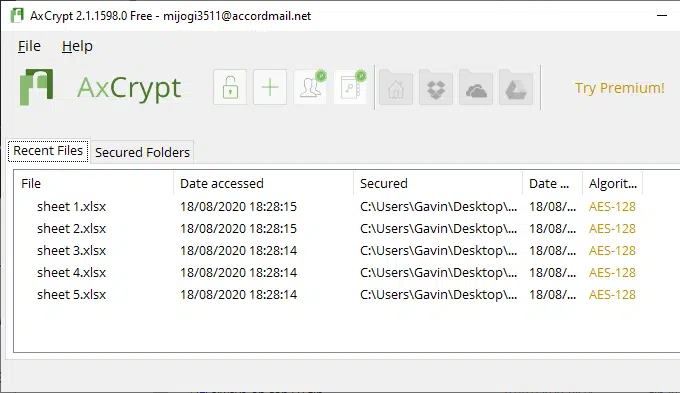 AxCrypt 2.1.1598.0 Free - mijogi3511@accordmail.net
File Help
AxCrypt
Try Premium!
Recent Files Secured Folders
File Date accessed Secured Date ... Algorit...
sheet 1.xlsx 18/08/2020 18:28:15 C:\Users\Gavin\Desktop\... 18/08/... AES-128
sheet 2.xlsx 18/08/2020 18:28:15 C:\Users\Gavin\Desktop\... 18/08/... AES-128
sheet 3.xlsx 18/08/2020 18:28:14 C:\Users\Gavin\Desktop\... 18/08/... AES-128
sheet 4.xlsx 18/08/2020 18:28:14 C:\Users\Gavin\Desktop\... 18/08/... AES-128
sheet 5.xlsx 18/08/2020 18:28:14 C:\Users\Gavin\Desktop\... 18/08/... AES-128